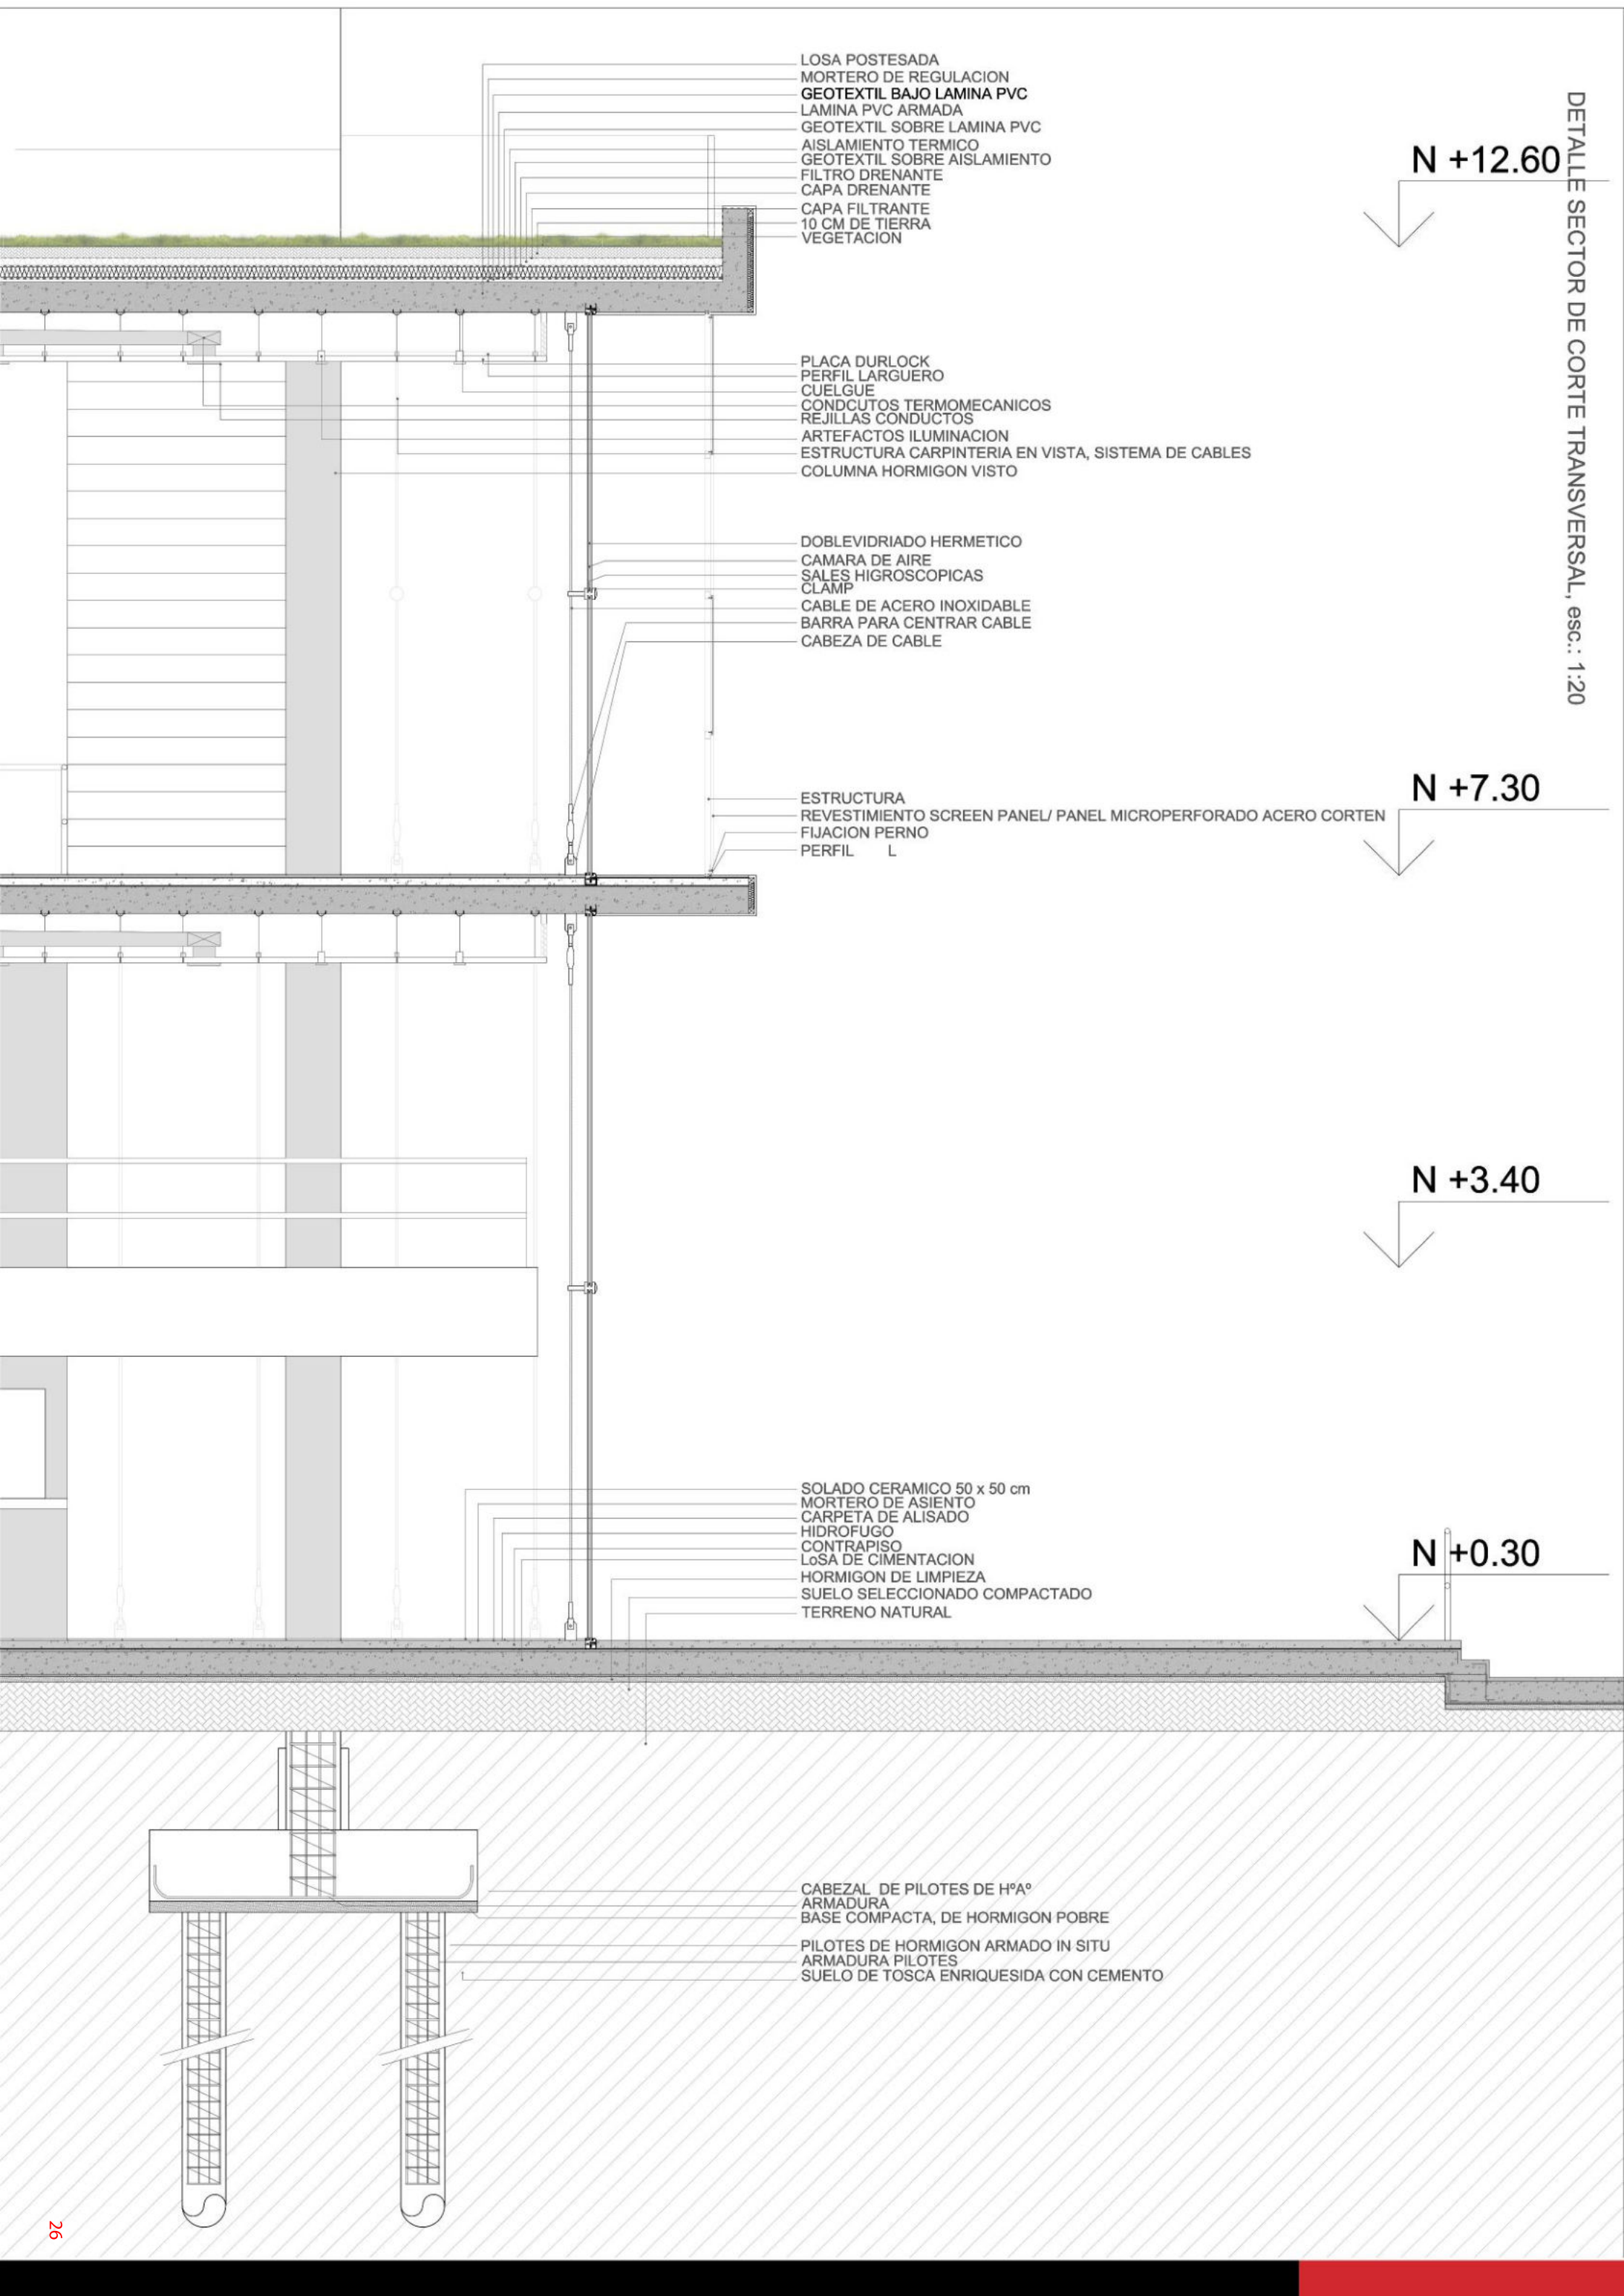 LOSA POSTESADA
MORTERO DE REGULACION
GEOTEXTIL BAJO LAMINA PVC
LAMINA PVC ARMADA
GEOTEXTIL SOBRE LAMINA PVC
AISLAMIENTO TERMICO
GEOTEXTIL SOBRE AISLAMIENTO
FILTRO DRENANTE
CAPA DRENANTE
CAPA FILTRANTE
10 CM DE TIERRA
VEGETACION
N +12.60
DETALLE SECTOR DE CORTE TRANSVERSAL, esc.: 1:20
PLACA DURLOCK
PERFIL LARGUERO
CUELGUE
CONDCUTOS TERMOMECANICOS
REJILLAS CONDUCTOS
ARTEFACTOS ILUMINACION
ESTRUCTURA CARPINTERIA EN VISTA, SISTEMA DE CABLES
COLUMNA HORMIGON VISTO
DOBLEVIDRIADO HERMETICO
CAMARA DE AIRE
SALES HIGROSCOPICAS
CLAMP
CABLE DE ACERO INOXIDABLE
BARRA PARA CENTRAR CABLE
CABEZA DE CABLE
N +7.30
ESTRUCTURA
REVESTIMIENTO SCREEN PANEL/ PANEL MICROPERFORADO ACERO CORTEN
FIJACION PERNO
PERFIL L
N +3.40
SOLADO CERAMICO 50 x 50 cm
MORTERO DE ASIENTO
CARPETA DE ALISADO
HIDROFUGO
CONTRAPISO
LoSA DE CIMENTACION
HORMIGON DE LIMPIEZA
SUELO SELECCIONADO COMPACTADO
TERRENO NATURAL
N +0.30
CABEZAL DE PILOTES DE HºAº
ARMADURA
BASE COMPACTA, DE HORMIGON POBRE
PILOTES DE HORMIGON ARMADO IN SITU
ARMADURA PILOTES
SUELO DE TOSCA ENRIQUESIDA CON CEMENTO
26